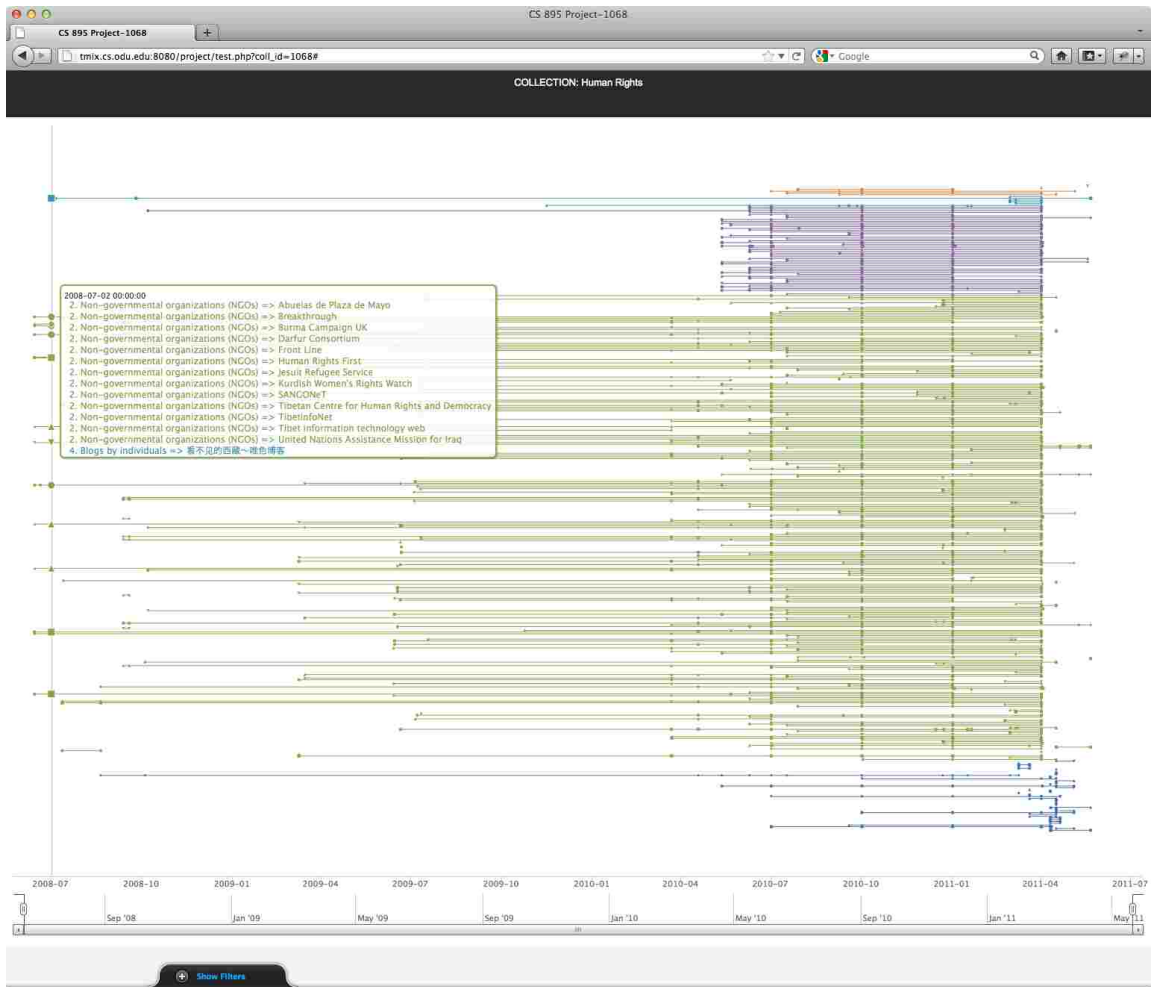 CS 895 Project-1068
CS 895 Project-1068
tmix.cs.odu.edu:8080/project/test.php?coll_id=1068#
Google
COLLECTION: Human Rights
2008-07-02 00:00:00
2. Non-governmental organizations (NGOs) => Abuelas de Plaza de Mayo
2. Non-governmental organizations (NGOs) => Breakthrough
2. Non-governmental organizations (NGOs) => Burma Campaign UK
2. Non-governmental organizations (NGOs) => Darfur Consortium
2. Non-governmental organizations (NGOs) => Front Line
2. Non-governmental organizations (NGOs) => Human Rights First
2. Non-governmental organizations (NGOs) => Jesuit Refugee Service
2. Non-governmental organizations (NGOs) => Kurdish Women's Rights Watch
2. Non-governmental organizations (NGOs) => SANGONeT
2. Non-governmental organizations (NGOs) => Tibetan Centre for Human Rights and Democracy
2. Non-governmental organizations (NGOs) => TibetInfoNet
2. Non-governmental organizations (NGOs) => Tibet information technology web
2. Non-governmental organizations (NGOs) => United Nations Assistance Mission for Iraq
4. Blogs by individuals => 看不见的西藏～唯色博客
2008-07 2008-10 2009-01 2009-04 2009-07 2009-10 2010-01 2010-04 2010-07 2010-10 2011-01 2011-04 2011-07
Sep '08 Jan '09 May '09 Sep '09 Jan '10 May '10 Sep '10 Jan '11 May '11
Show Filters